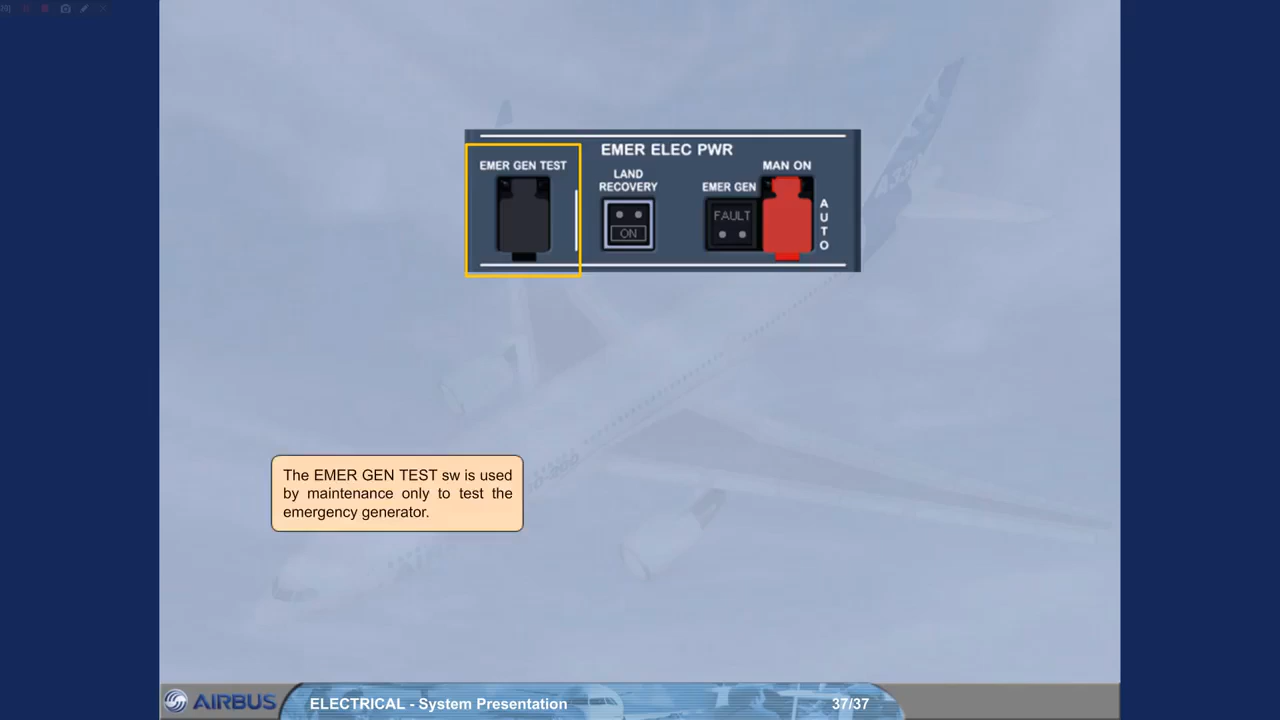 EMER ELEC PWR
EMER GEN TEST
LAND
RECOVERY
ON
EMER GEN
FAULT
MAN ON
A
U
T
O
The EMER GEN TEST sw is used
by maintenance only to test the
emergency generator.
AIRBUS
ELECTRICAL - System Presentation
37/37